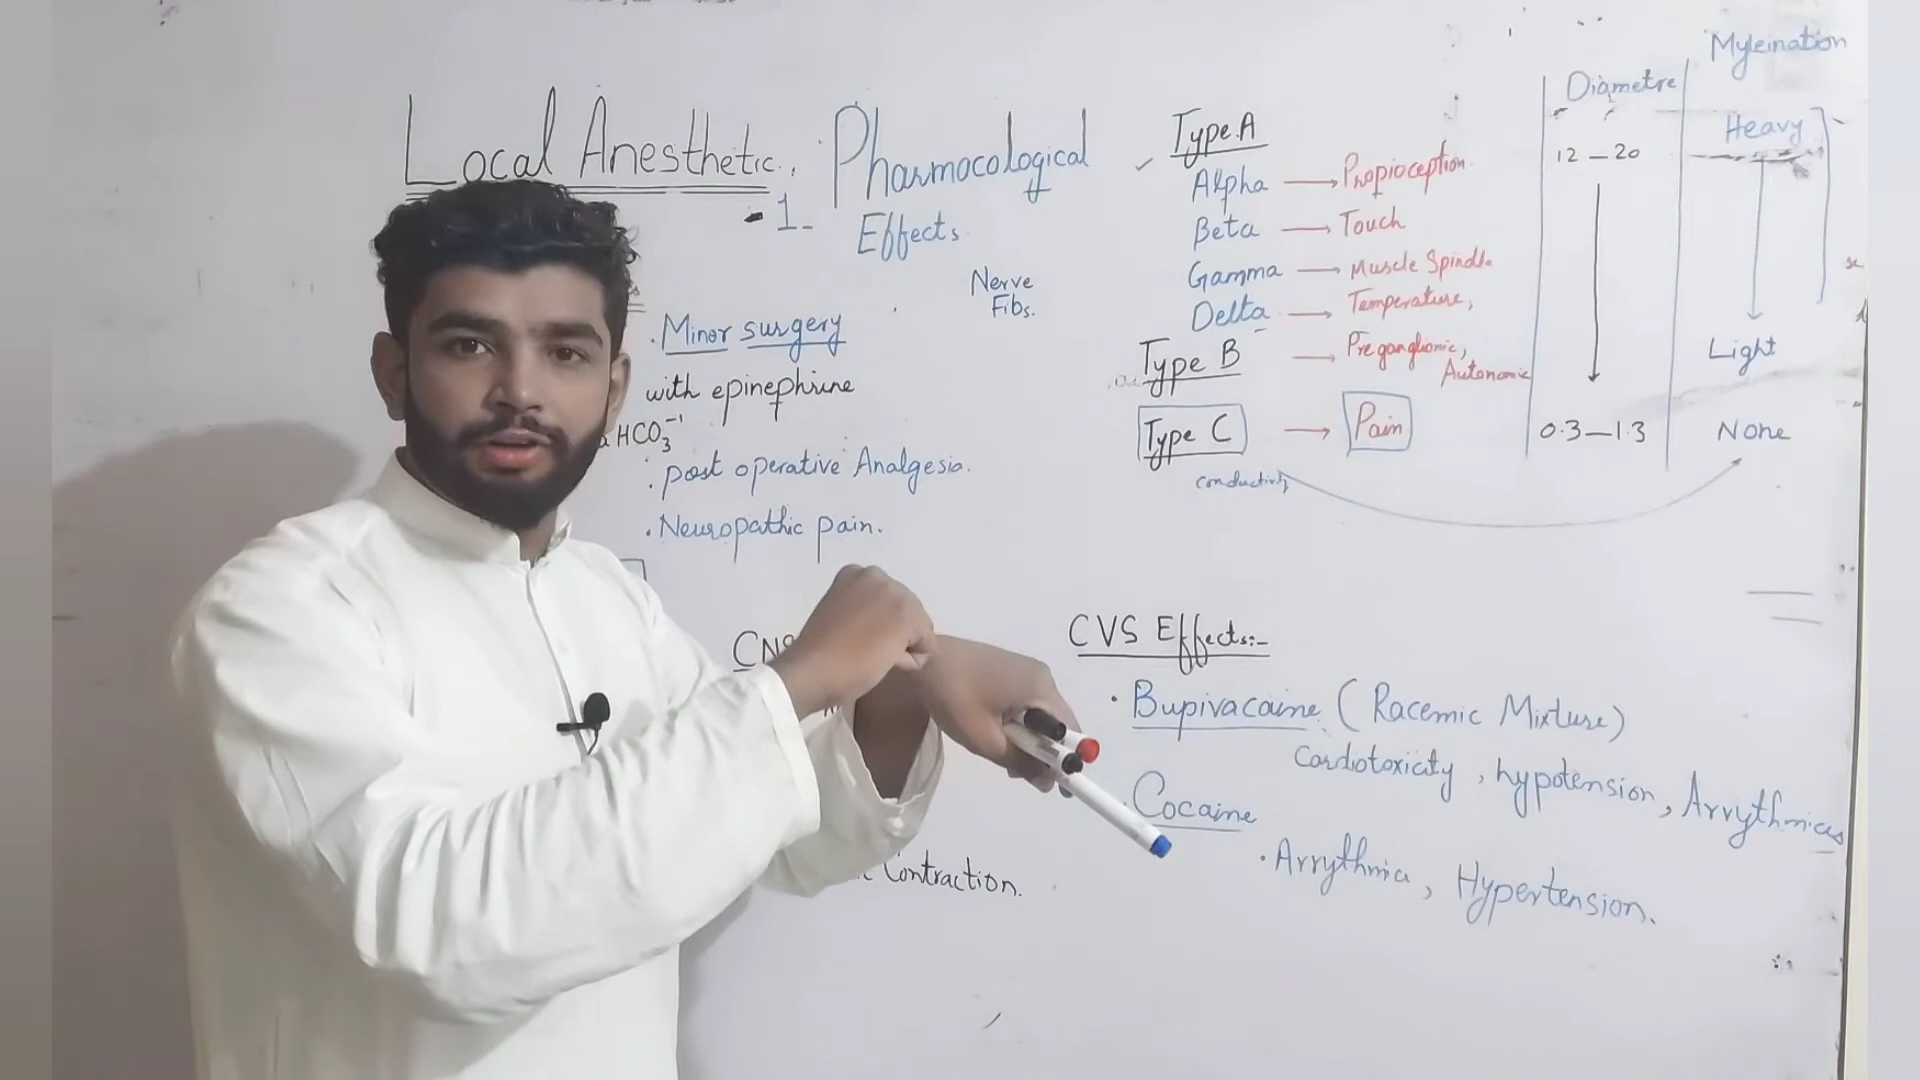 Local Anesthetic.
Pharmocological
1-
Effects
Nerve
Fibs.
. Minor surgery
with epinephrine
HCO3-1
. post operative Analgesia.
. Neuropathic pain.
Type A
Alpha → Propioception
Beta → Touch
Gamma → Muscle Spindle
Delta → Temperature,
Type B → Preganglionic,
Autonomic
Type C → Pain
conductivity
Diametre
12 – 20
0.3 – 1.3
Myleination
Heavy
Light
None
CNS
Contraction.
CVS Effects:-
. Bupivacaine (Racemic Mixture)
Cardiotoxicity, hypotension, Arrythmias
. Cocaine
. Arrythmia, Hypertension.